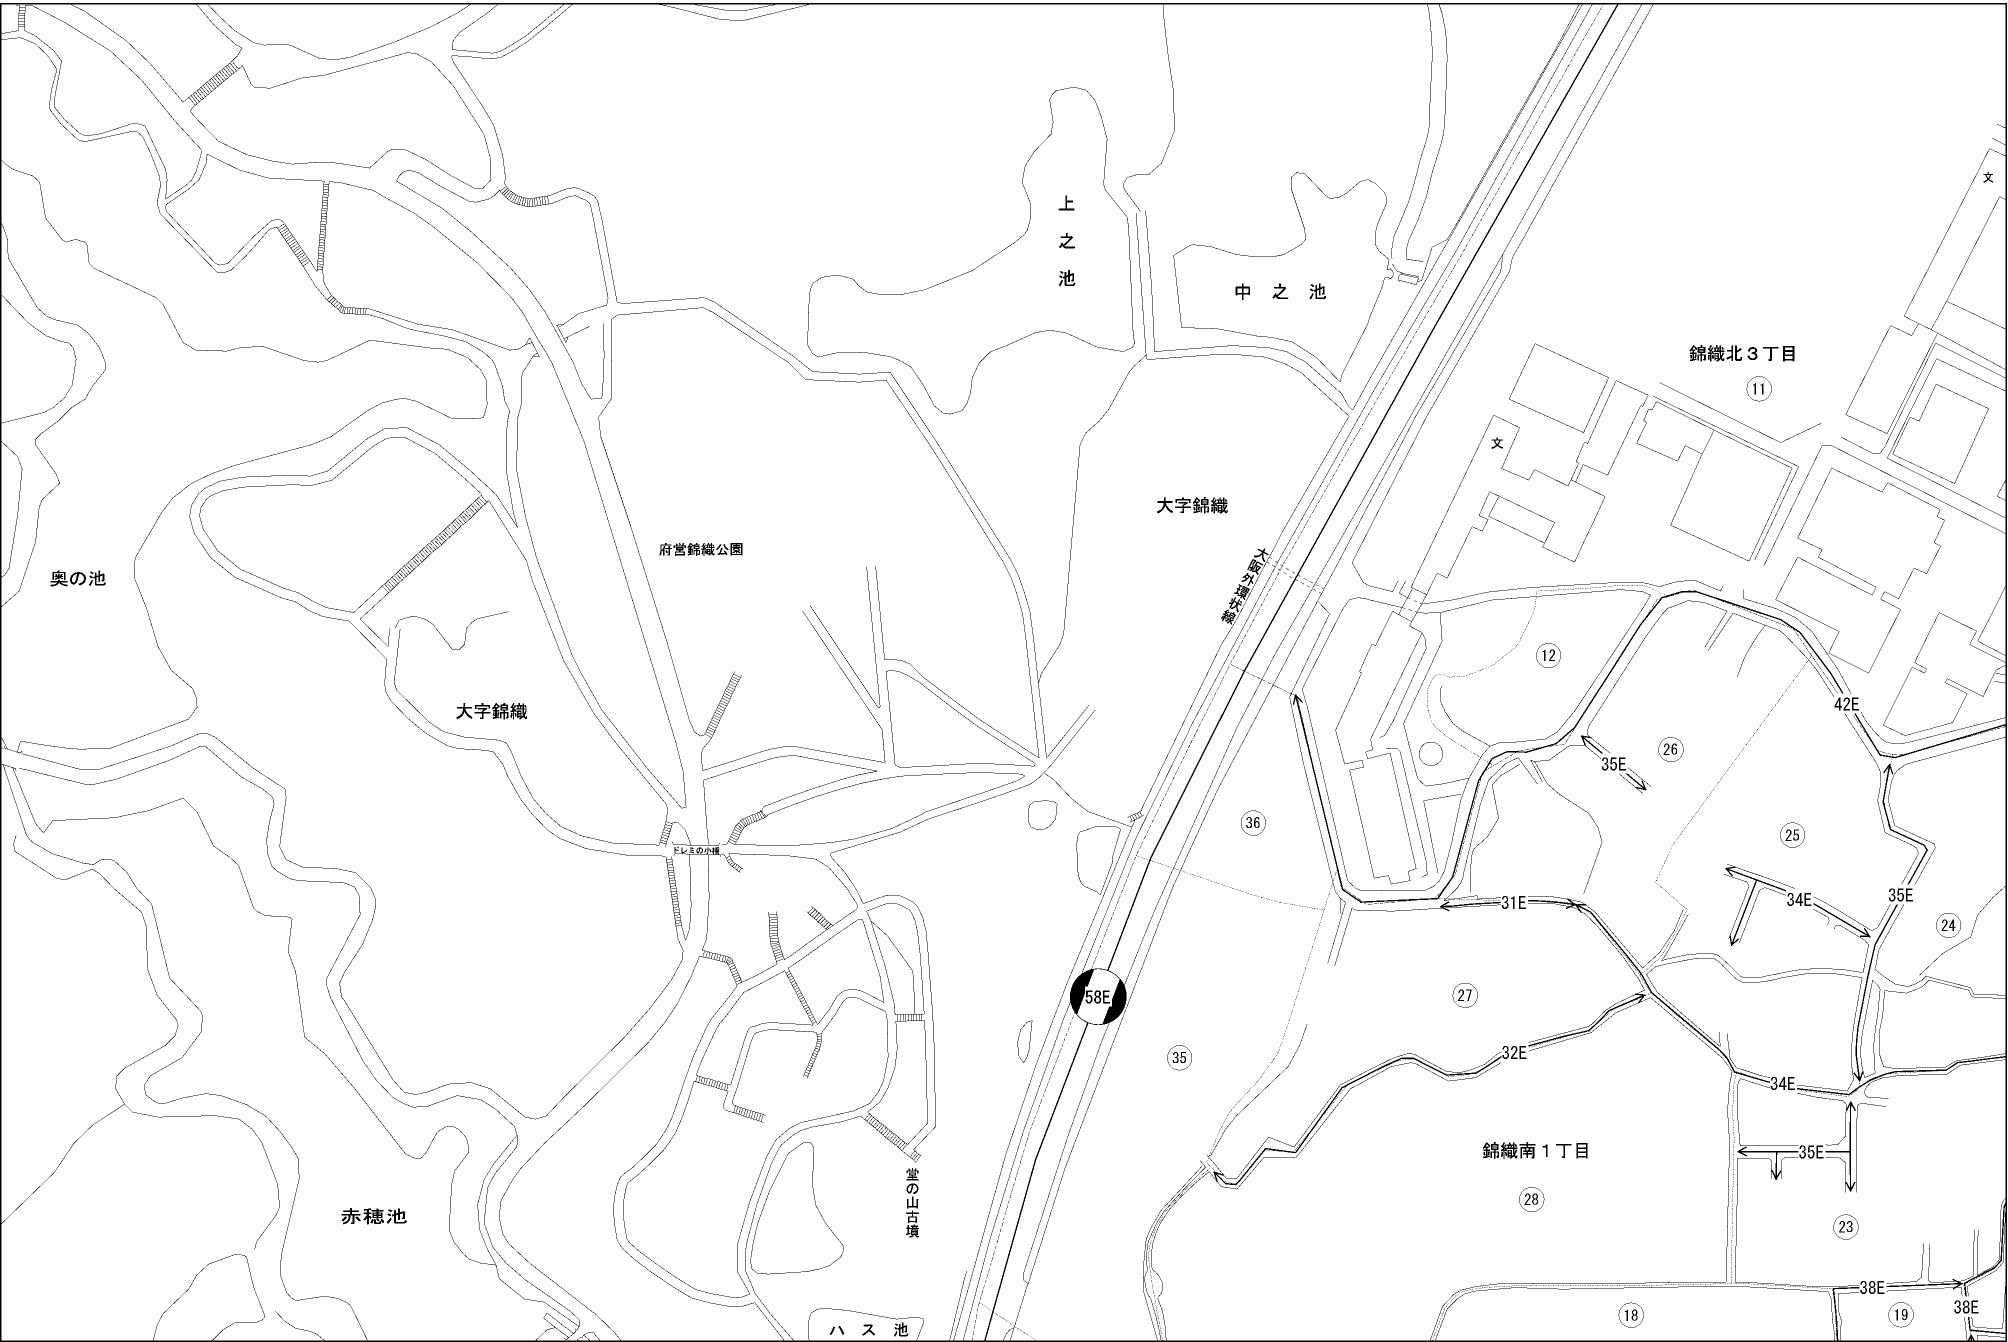 文
上之池
中之池
錦織北３丁目
11
文
大字錦織
府営錦織公園
大阪外環状線
奥の池
12
42E
大字錦織
26
35E
36
25
ドレミの小橋
34E
35E
31E
24
58E
27
35
32E
34E
錦織南１丁目
35E
堂の山古墳
28
赤穂池
23
38E
38E
18
19
ハス池